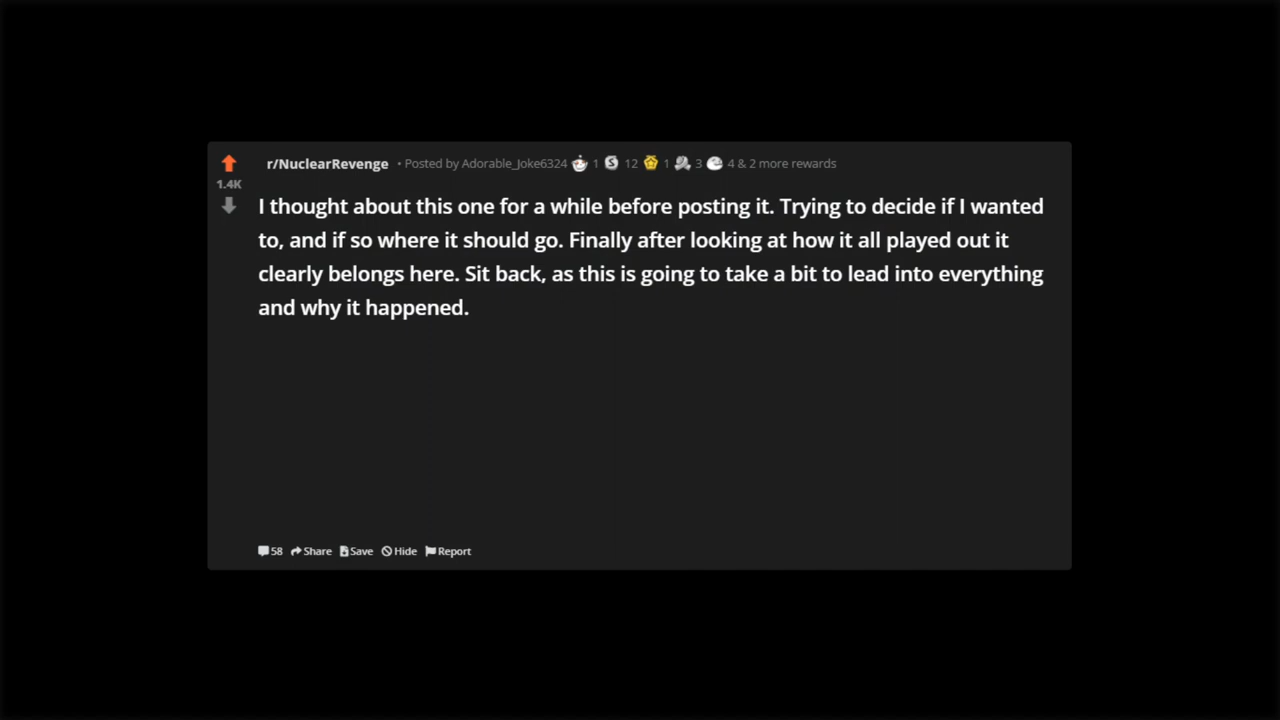 r/NuclearRevenge • Posted by Adorable_Joke6324 1 S 12 1 3 4 & 2 more rewards
1.4K
I thought about this one for a while before posting it. Trying to decide if I wanted
to, and if so where it should go. Finally after looking at how it all played out it
clearly belongs here. Sit back, as this is going to take a bit to lead into everything
and why it happened.
58 Share Save Hide Report